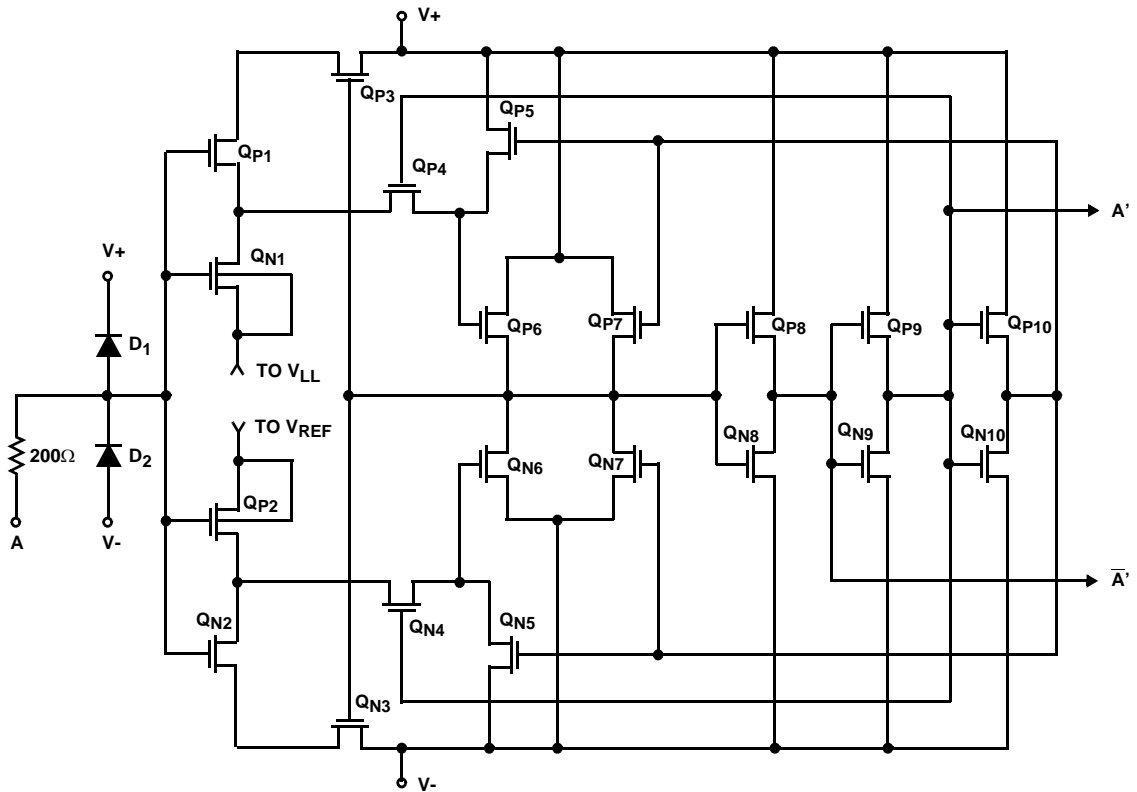 V+
QP3
QP5
QP1
QP4
A’
V+
QN1
QP6
QP7
QP8
QP9
QP10
D1
TO VLL
TO VREF
200Ω
D2
QN6
QN7
QN8
QN9
QN10
QP2
A
V-
A̅’
QN2
QN4
QN5
QN3
V-